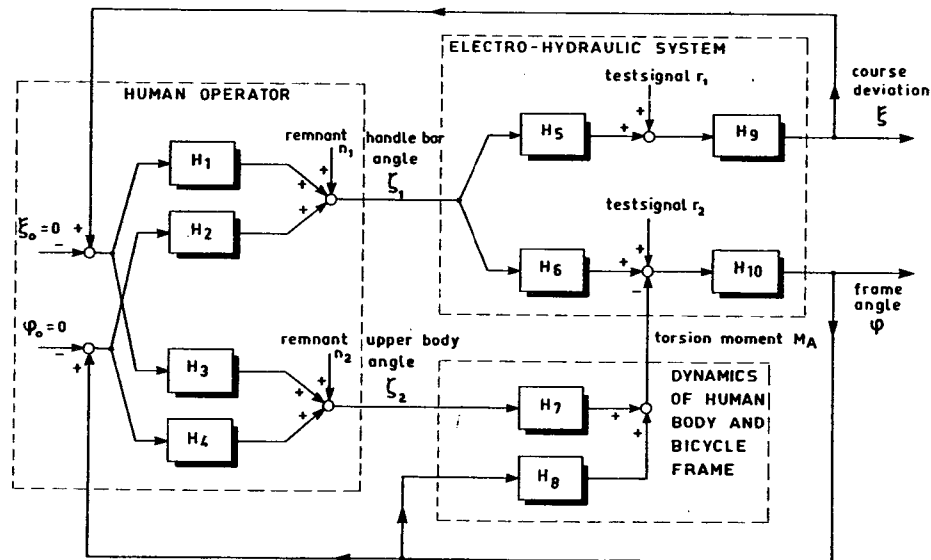 ELECTRO-HYDRAULIC SYSTEM
testsignal r₁
course
deviation
ξ
HUMAN OPERATOR
remnant
n₁
handle bar
angle
ζ₁
H₁
H₂
H₅
H₉
+
+
+
+
+
ξ₀=0
+
−
testsignal r₂
H₆
H₁₀
+
+
−
frame
angle
φ
φ₀=0
−
+
remnant
n₂
upper body
angle
ζ₂
torsion moment M_A
H₃
H₄
+
+
+
DYNAMICS
OF HUMAN
BODY AND
BICYCLE
FRAME
H₇
H₈
+
+